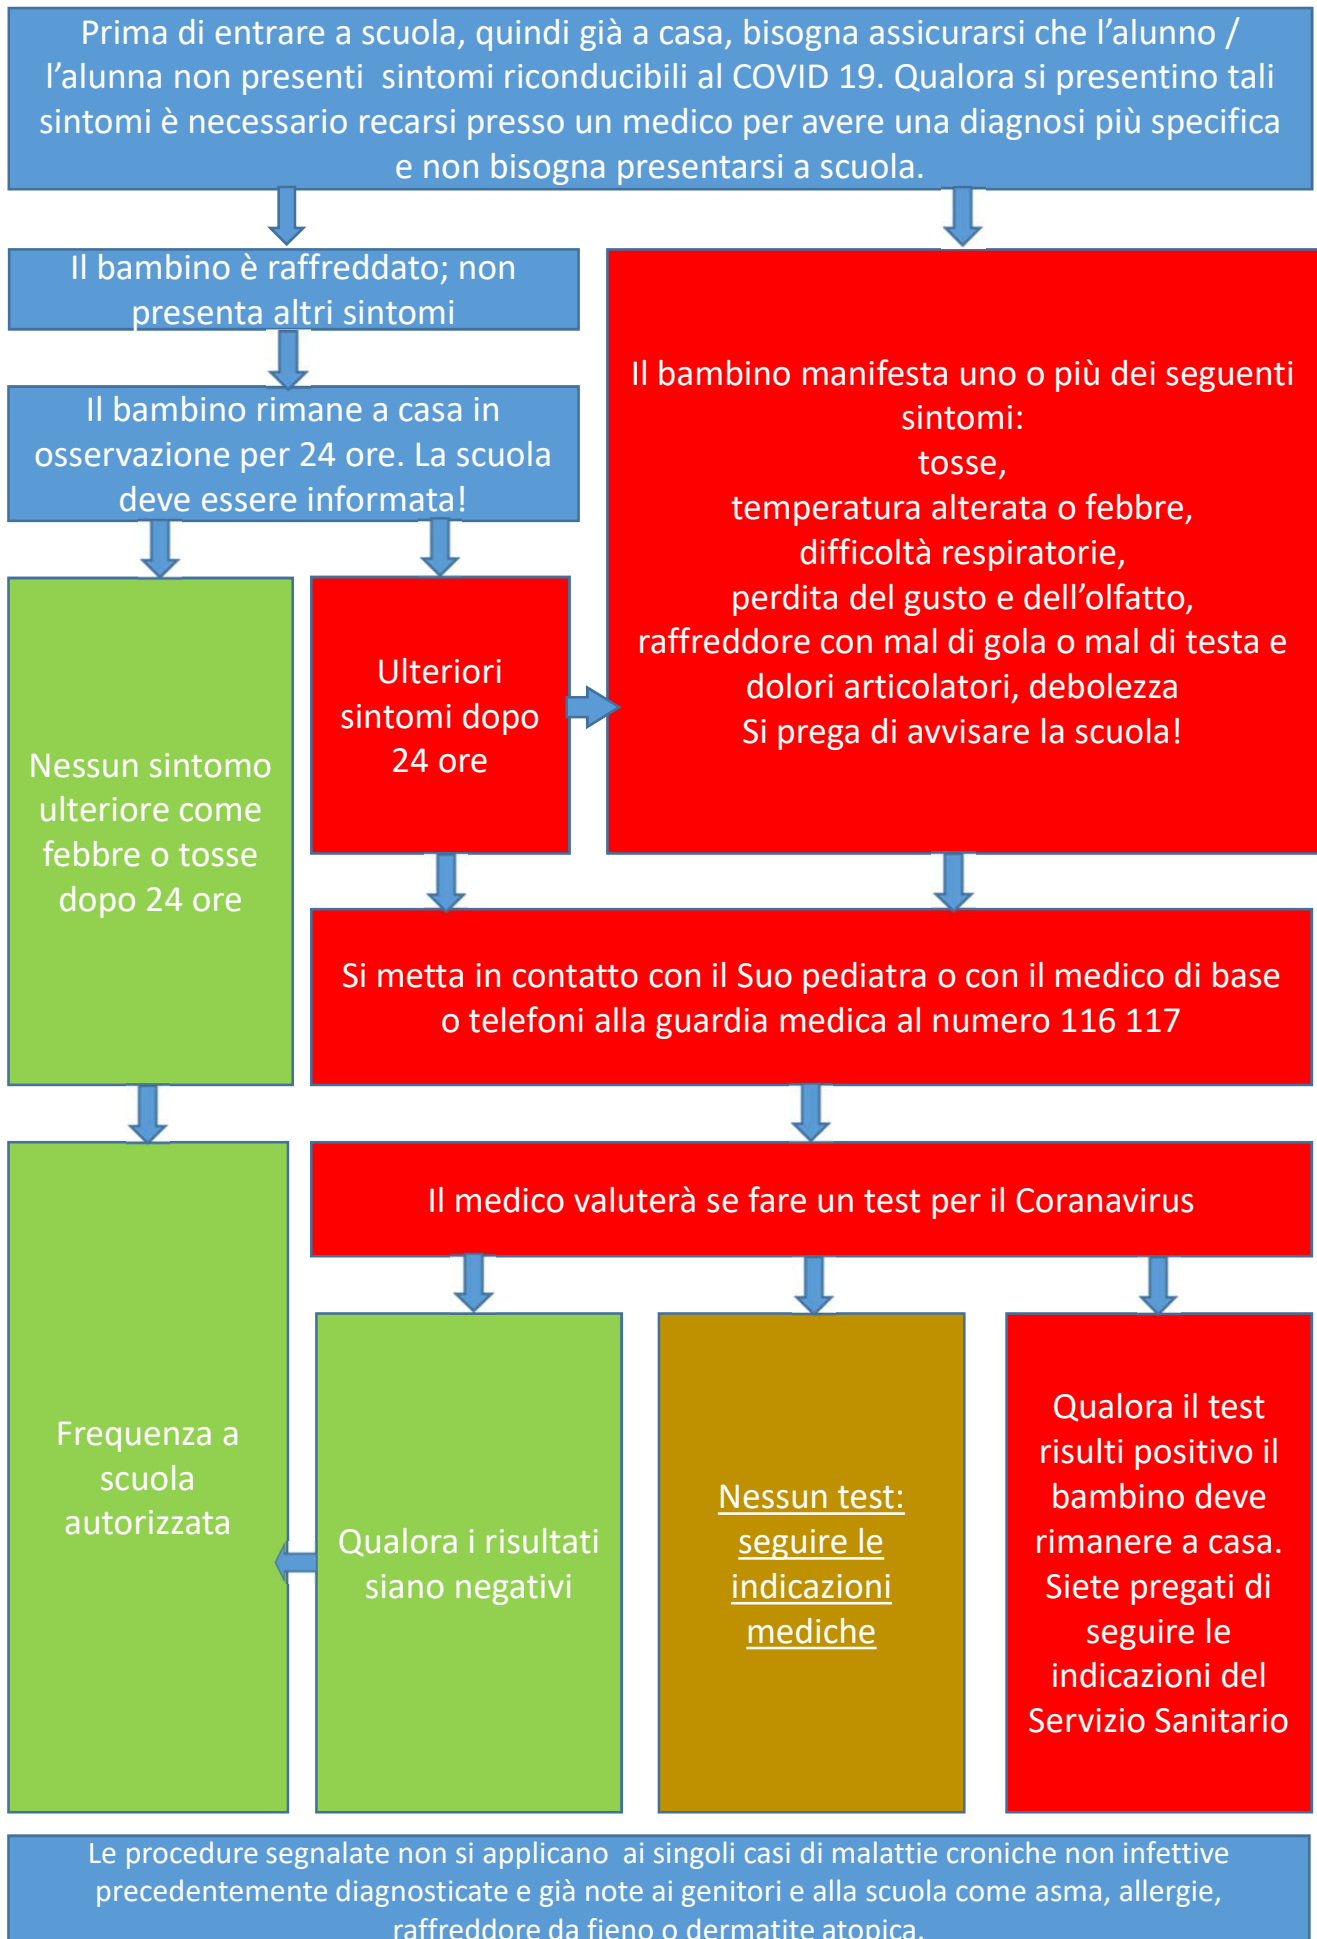 Prima di entrare a scuola, quindi già a casa, bisogna assicurarsi che l’alunno /
l’alunna non presenti sintomi riconducibili al COVID 19. Qualora si presentino tali
sintomi è necessario recarsi presso un medico per avere una diagnosi più specifica
e non bisogna presentarsi a scuola.
Il bambino è raffreddato; non
presenta altri sintomi
Il bambino rimane a casa in
osservazione per 24 ore. La scuola
deve essere informata!
Il bambino manifesta uno o più dei seguenti
sintomi:
tosse,
temperatura alterata o febbre,
difficoltà respiratorie,
perdita del gusto e dell’olfatto,
raffreddore con mal di gola o mal di testa e
dolori articolatori, debolezza
Si prega di avvisare la scuola!
Nessun sintomo
ulteriore come
febbre o tosse
dopo 24 ore
Ulteriori
sintomi dopo
24 ore
Si metta in contatto con il Suo pediatra o con il medico di base
o telefoni alla guardia medica al numero 116 117
Il medico valuterà se fare un test per il Coranavirus
Frequenza a
scuola
autorizzata
Qualora i risultati
siano negativi
Nessun test:
seguire le
indicazioni
mediche
Qualora il test
risulti positivo il
bambino deve
rimanere a casa.
Siete pregati di
seguire le
indicazioni del
Servizio Sanitario
Le procedure segnalate non si applicano ai singoli casi di malattie croniche non infettive
precedentemente diagnosticate e già note ai genitori e alla scuola come asma, allergie,
raffreddore da fieno o dermatite atopica.